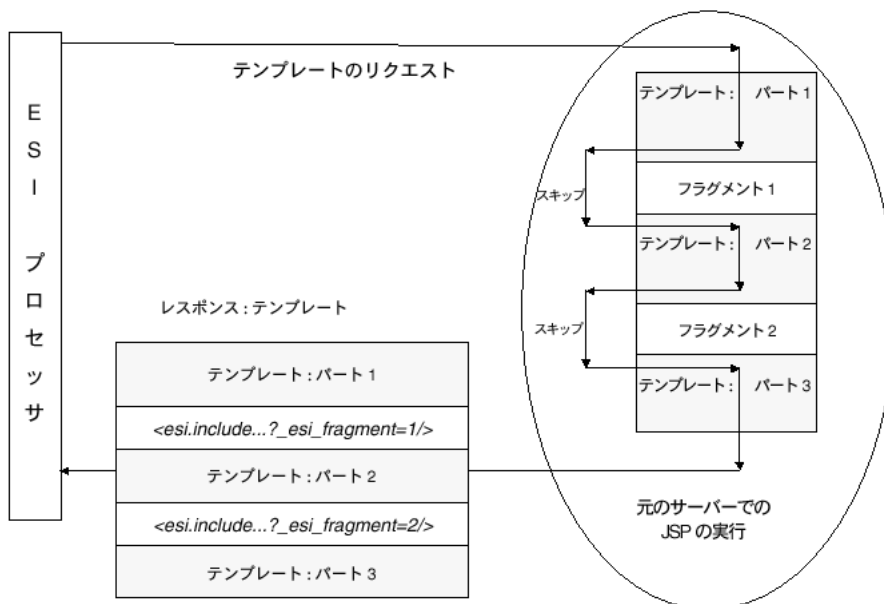 ESI プロセッサ
テンプレートのリクエスト
テンプレート: パート 1
フラグメント 1
スキップ
テンプレート: パート 2
フラグメント 2
スキップ
テンプレート: パート 3
元のサーバーでの
JSP の実行
レスポンス : テンプレート
テンプレート : パート 1
<esi.include...?_esi_fragment=1/>
テンプレート : パート 2
<esi.include...?_esi_fragment=2/>
テンプレート : パート 3